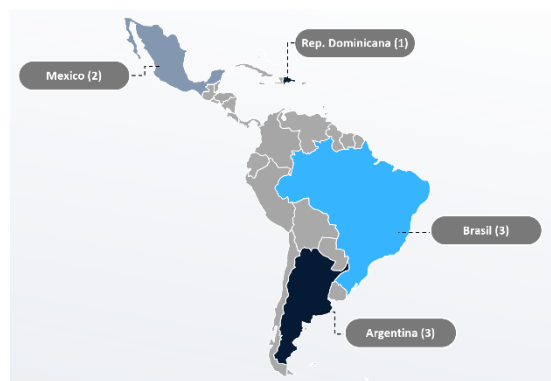 Rep. Dominicana (1)
Mexico (2)
Brasil (3)
Argentina (3)